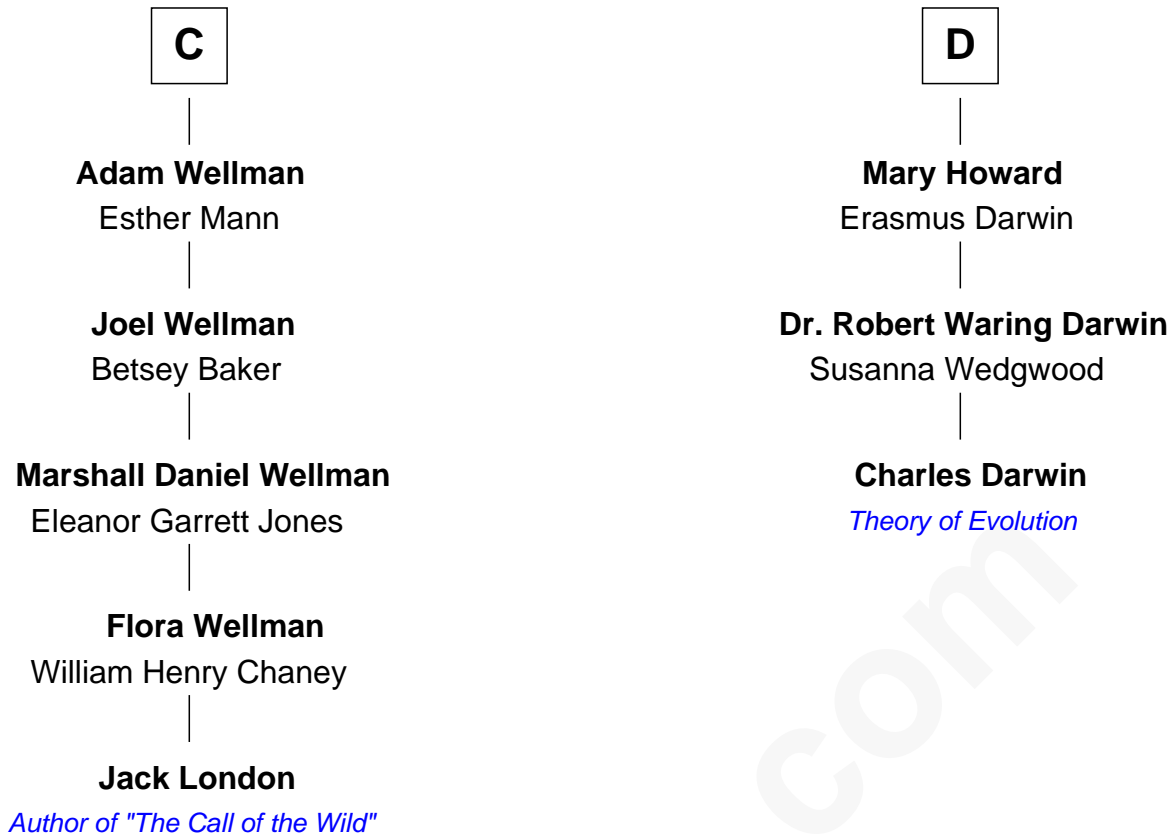 C
Adam Wellman
Esther Mann
Joel Wellman
Betsey Baker
Marshall Daniel Wellman
Eleanor Garrett Jones
Flora Wellman
William Henry Chaney
Jack London
Author of "The Call of the Wild"
D
Mary Howard
Erasmus Darwin
Dr. Robert Waring Darwin
Susanna Wedgwood
Charles Darwin
Theory of Evolution
com